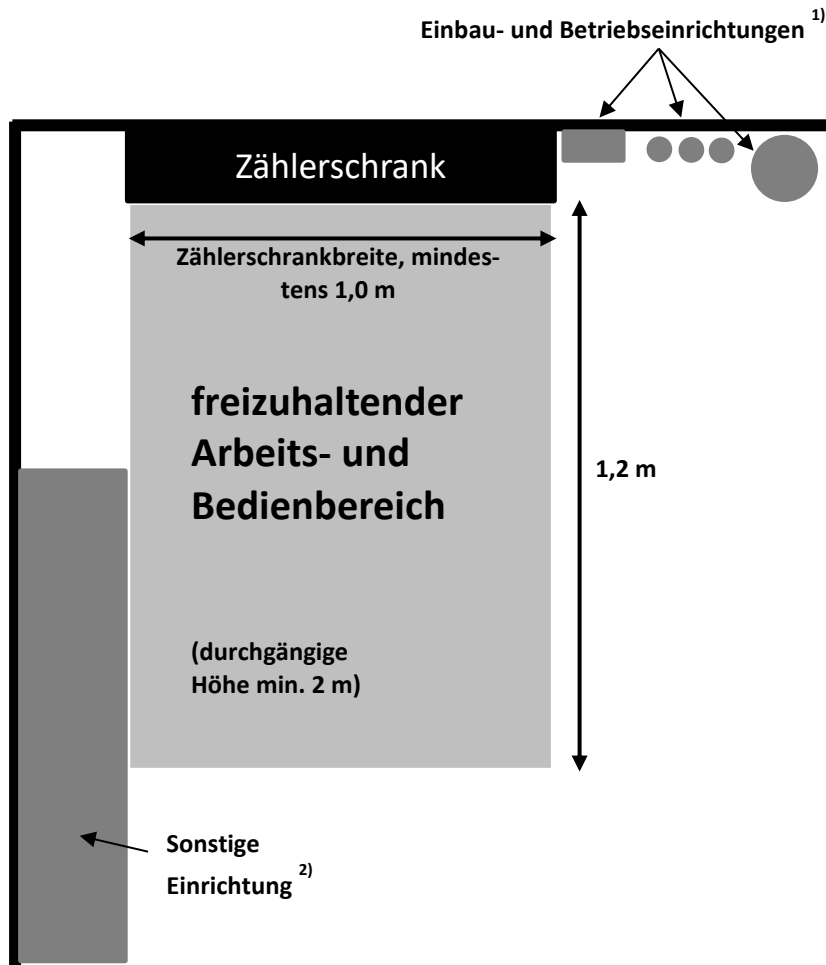 Einbau- und Betriebseinrichtungen 1)
Zählerschrank
Zählerschrankbreite, mindes-
tens 1,0 m
freizuhaltender
Arbeits- und
Bedienbereich
1,2 m
(durchgängige
Höhe min. 2 m)
Sonstige
Einrichtung 2)